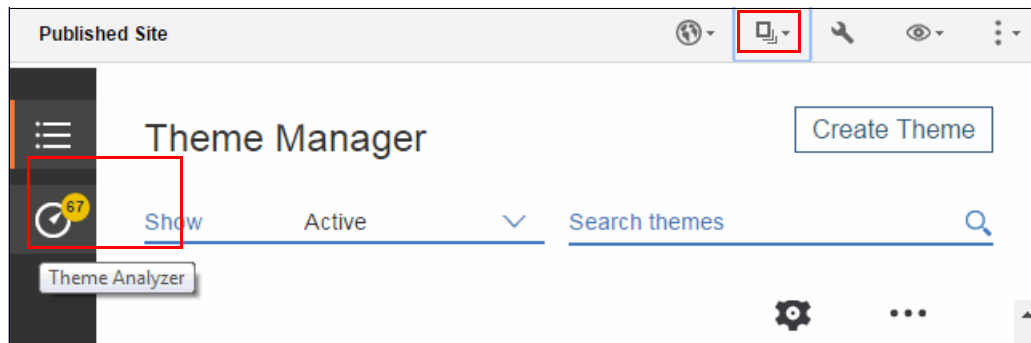 Published Site
Theme Manager
Create Theme
67
Show Active Search themes
Theme Analyzer